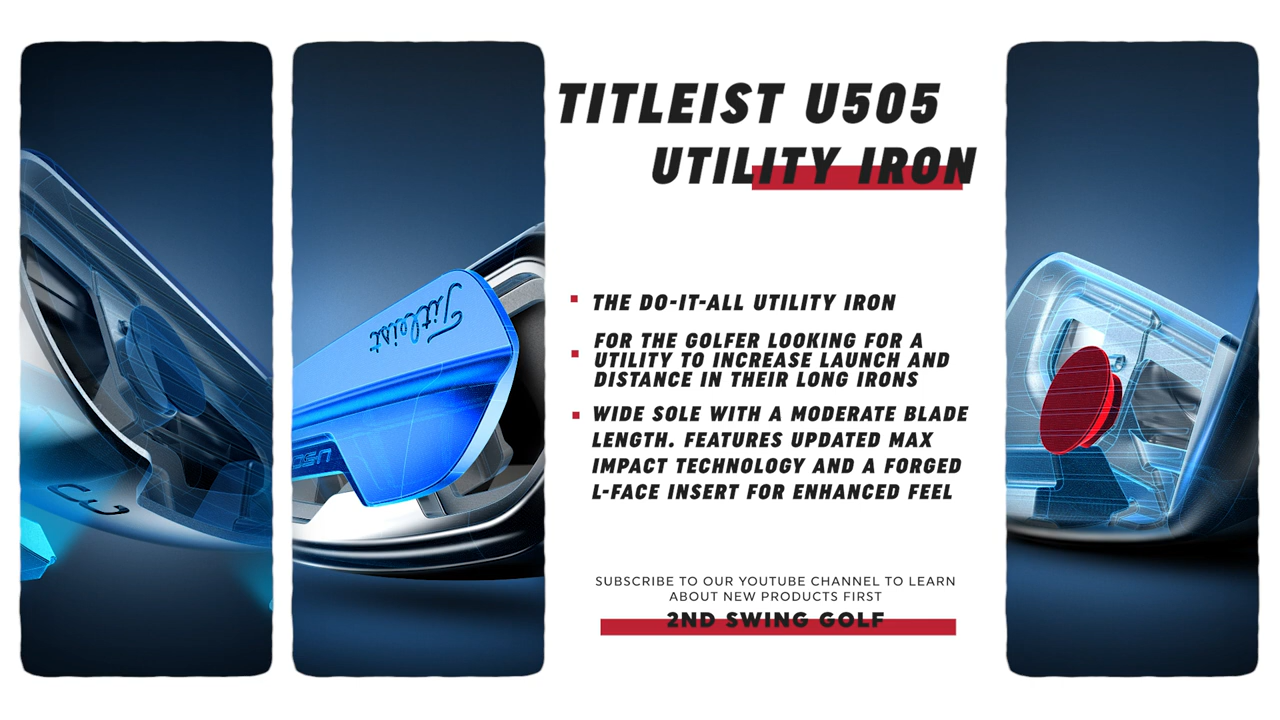 TITLEIST U505
UTILITY IRON
THE DO-IT-ALL UTILITY IRON
FOR THE GOLFER LOOKING FOR A
UTILITY TO INCREASE LAUNCH AND
DISTANCE IN THEIR LONG IRONS
WIDE SOLE WITH A MODERATE BLADE
LENGTH. FEATURES UPDATED MAX
IMPACT TECHNOLOGY AND A FORGED
L-FACE INSERT FOR ENHANCED FEEL
SUBSCRIBE TO OUR YOUTUBE CHANNEL TO LEARN
ABOUT NEW PRODUCTS FIRST
2ND SWING GOLF
Titleist